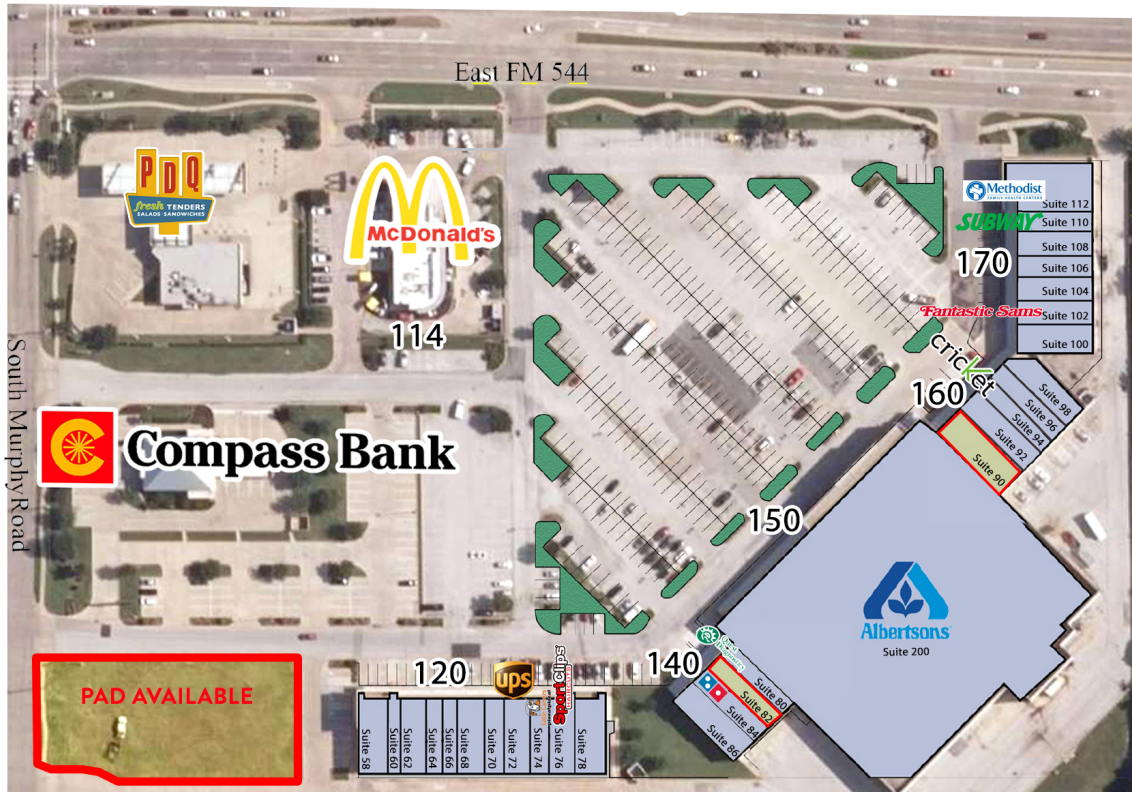 East FM 544
South Murphy Road
PDQ
fresh TENDERS
SALADS · SANDWICHES
McDonald's
114
Methodist
FAMILY HEALTH CENTERS
Suite 112
SUBWAY
Suite 110
170
Suite 108
Suite 106
Suite 104
Fantastic Sams
Suite 102
Suite 100
cricket
160
Suite 98
Suite 96
Suite 94
Suite 92
Suite 90
Compass Bank
150
Albertsons
Suite 200
PAD AVAILABLE
120
ups
SportClips
HAIRCUTS
140
Suite 80
Suite 82
Suite 84
Suite 86
Suite 58
Suite 60
Suite 62
Suite 64
Suite 66
Suite 68
Suite 70
Suite 72
Suite 74
Suite 76
Suite 78